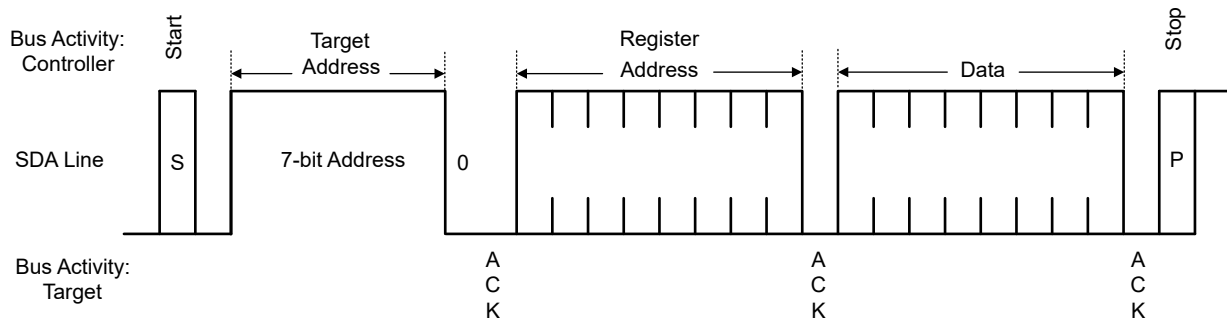 Bus Activity:
Controller
Start
Target
Address
Register
Address
Data
Stop
SDA Line
S
7-bit Address
0
P
Bus Activity:
Target
A
C
K
A
C
K
A
C
K